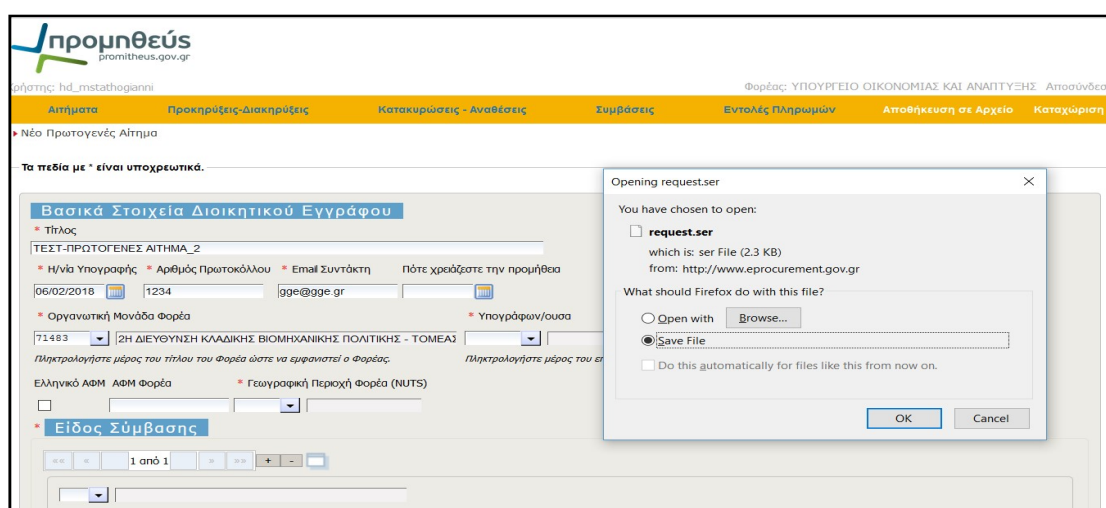 προμηθεύς
promitheus.gov.gr
Χρήστης: hd_mstathogianni Φορέας: ΥΠΟΥΡΓΕΙΟ ΟΙΚΟΝΟΜΙΑΣ ΚΑΙ ΑΝΑΠΤΥΞΗΣ Αποσύνδεσ
Αιτήματα Προκηρύξεις-Διακηρύξεις Κατακυρώσεις - Αναθέσεις Συμβάσεις Εντολές Πληρωμών Αποθήκευση σε Αρχείο Καταχώριση
Νέο Πρωτογενές Αίτημα
Τα πεδία με * είναι υποχρεωτικά.
Βασικά Στοιχεία Διοικητικού Εγγράφου
* Τίτλος
ΤΕΣΤ-ΠΡΩΤΟΓΕΝΕΣ ΑΙΤΗΜΑ_2
* Η/νία Υπογραφής * Αριθμός Πρωτοκόλλου * Email Συντάκτη Πότε χρειάζεστε την προμήθεια
06/02/2018 1234 gge@gge.gr
* Οργανωτική Μονάδα Φορέα * Υπογράφων/ουσα
71483 2Η ΔΙΕΥΘΥΝΣΗ ΚΛΑΔΙΚΗΣ ΒΙΟΜΗΧΑΝΙΚΗΣ ΠΟΛΙΤΙΚΗΣ - ΤΟΜΕΑΣ
Πληκτρολογήστε μέρος του τίτλου του Φορέα ώστε να εμφανιστεί ο Φορέας. Πληκτρολογήστε μέρος του επ
Ελληνικό ΑΦΜ ΑΦΜ Φορέα * Γεωγραφική Περιοχή Φορέα (NUTS)
* Είδος Σύμβασης
«« « 1 από 1 » »» + -
Opening request.ser
You have chosen to open:
request.ser
which is: ser File (2.3 KB)
from: http://www.eprocurement.gov.gr
What should Firefox do with this file?
Open with Browse...
Save File
Do this automatically for files like this from now on.
OK Cancel